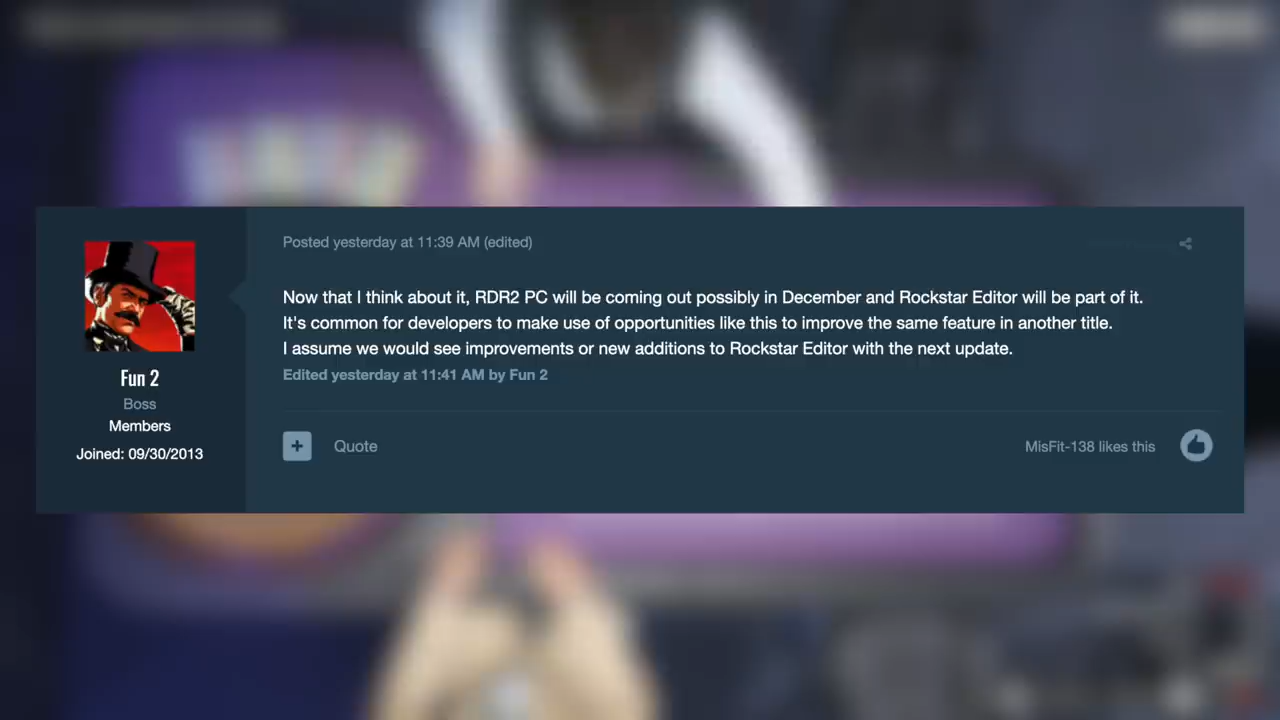 Posted yesterday at 11:39 AM (edited)
Now that I think about it, RDR2 PC will be coming out possibly in December and Rockstar Editor will be part of it.
It's common for developers to make use of opportunities like this to improve the same feature in another title.
I assume we would see improvements or new additions to Rockstar Editor with the next update.
Edited yesterday at 11:41 AM by Fun 2
Fun 2
Boss
Members
Joined: 09/30/2013
+ Quote
MisFit-138 likes this